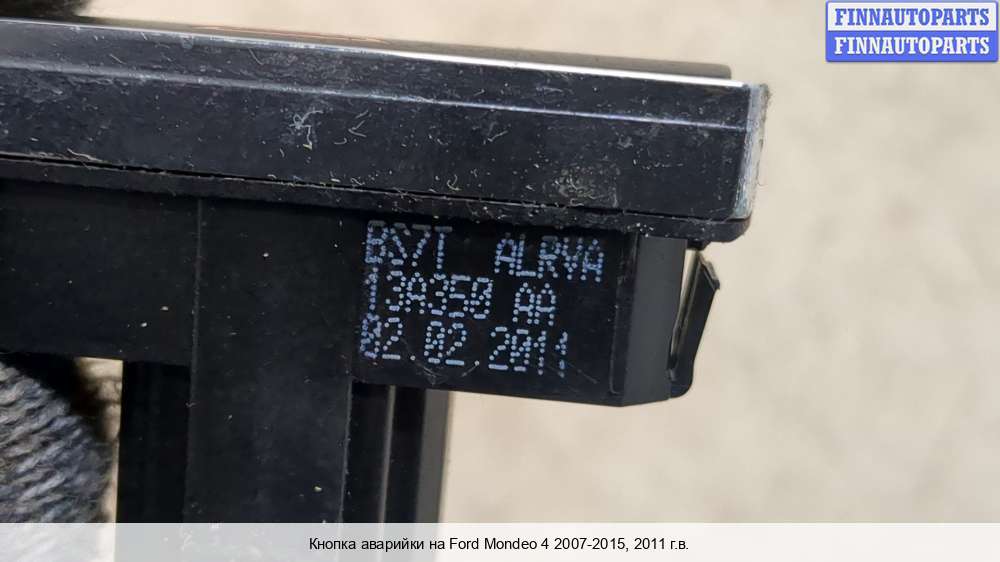 FINNAUTOPARTS
FINNAUTOPARTS
BS7T ALRVA
13A350 AA
02.02.2011
Кнопка аварийки на Ford Mondeo 4 2007-2015, 2011 г.в.